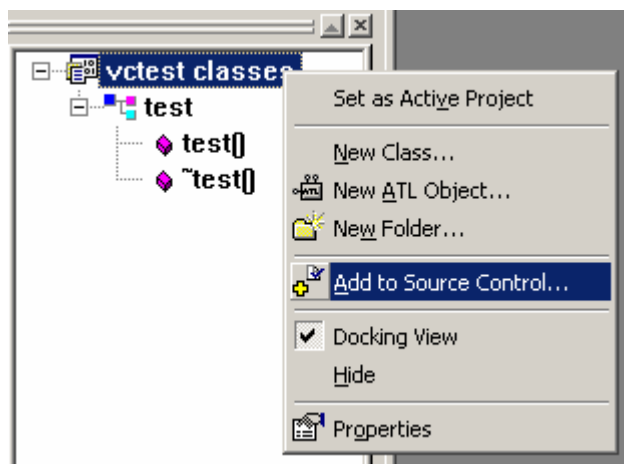 vctest classes
test
test()
~test()
Set as Active Project
New Class...
ATL
New ATL Object...
New Folder...
Add to Source Control...
Docking View
Hide
Properties